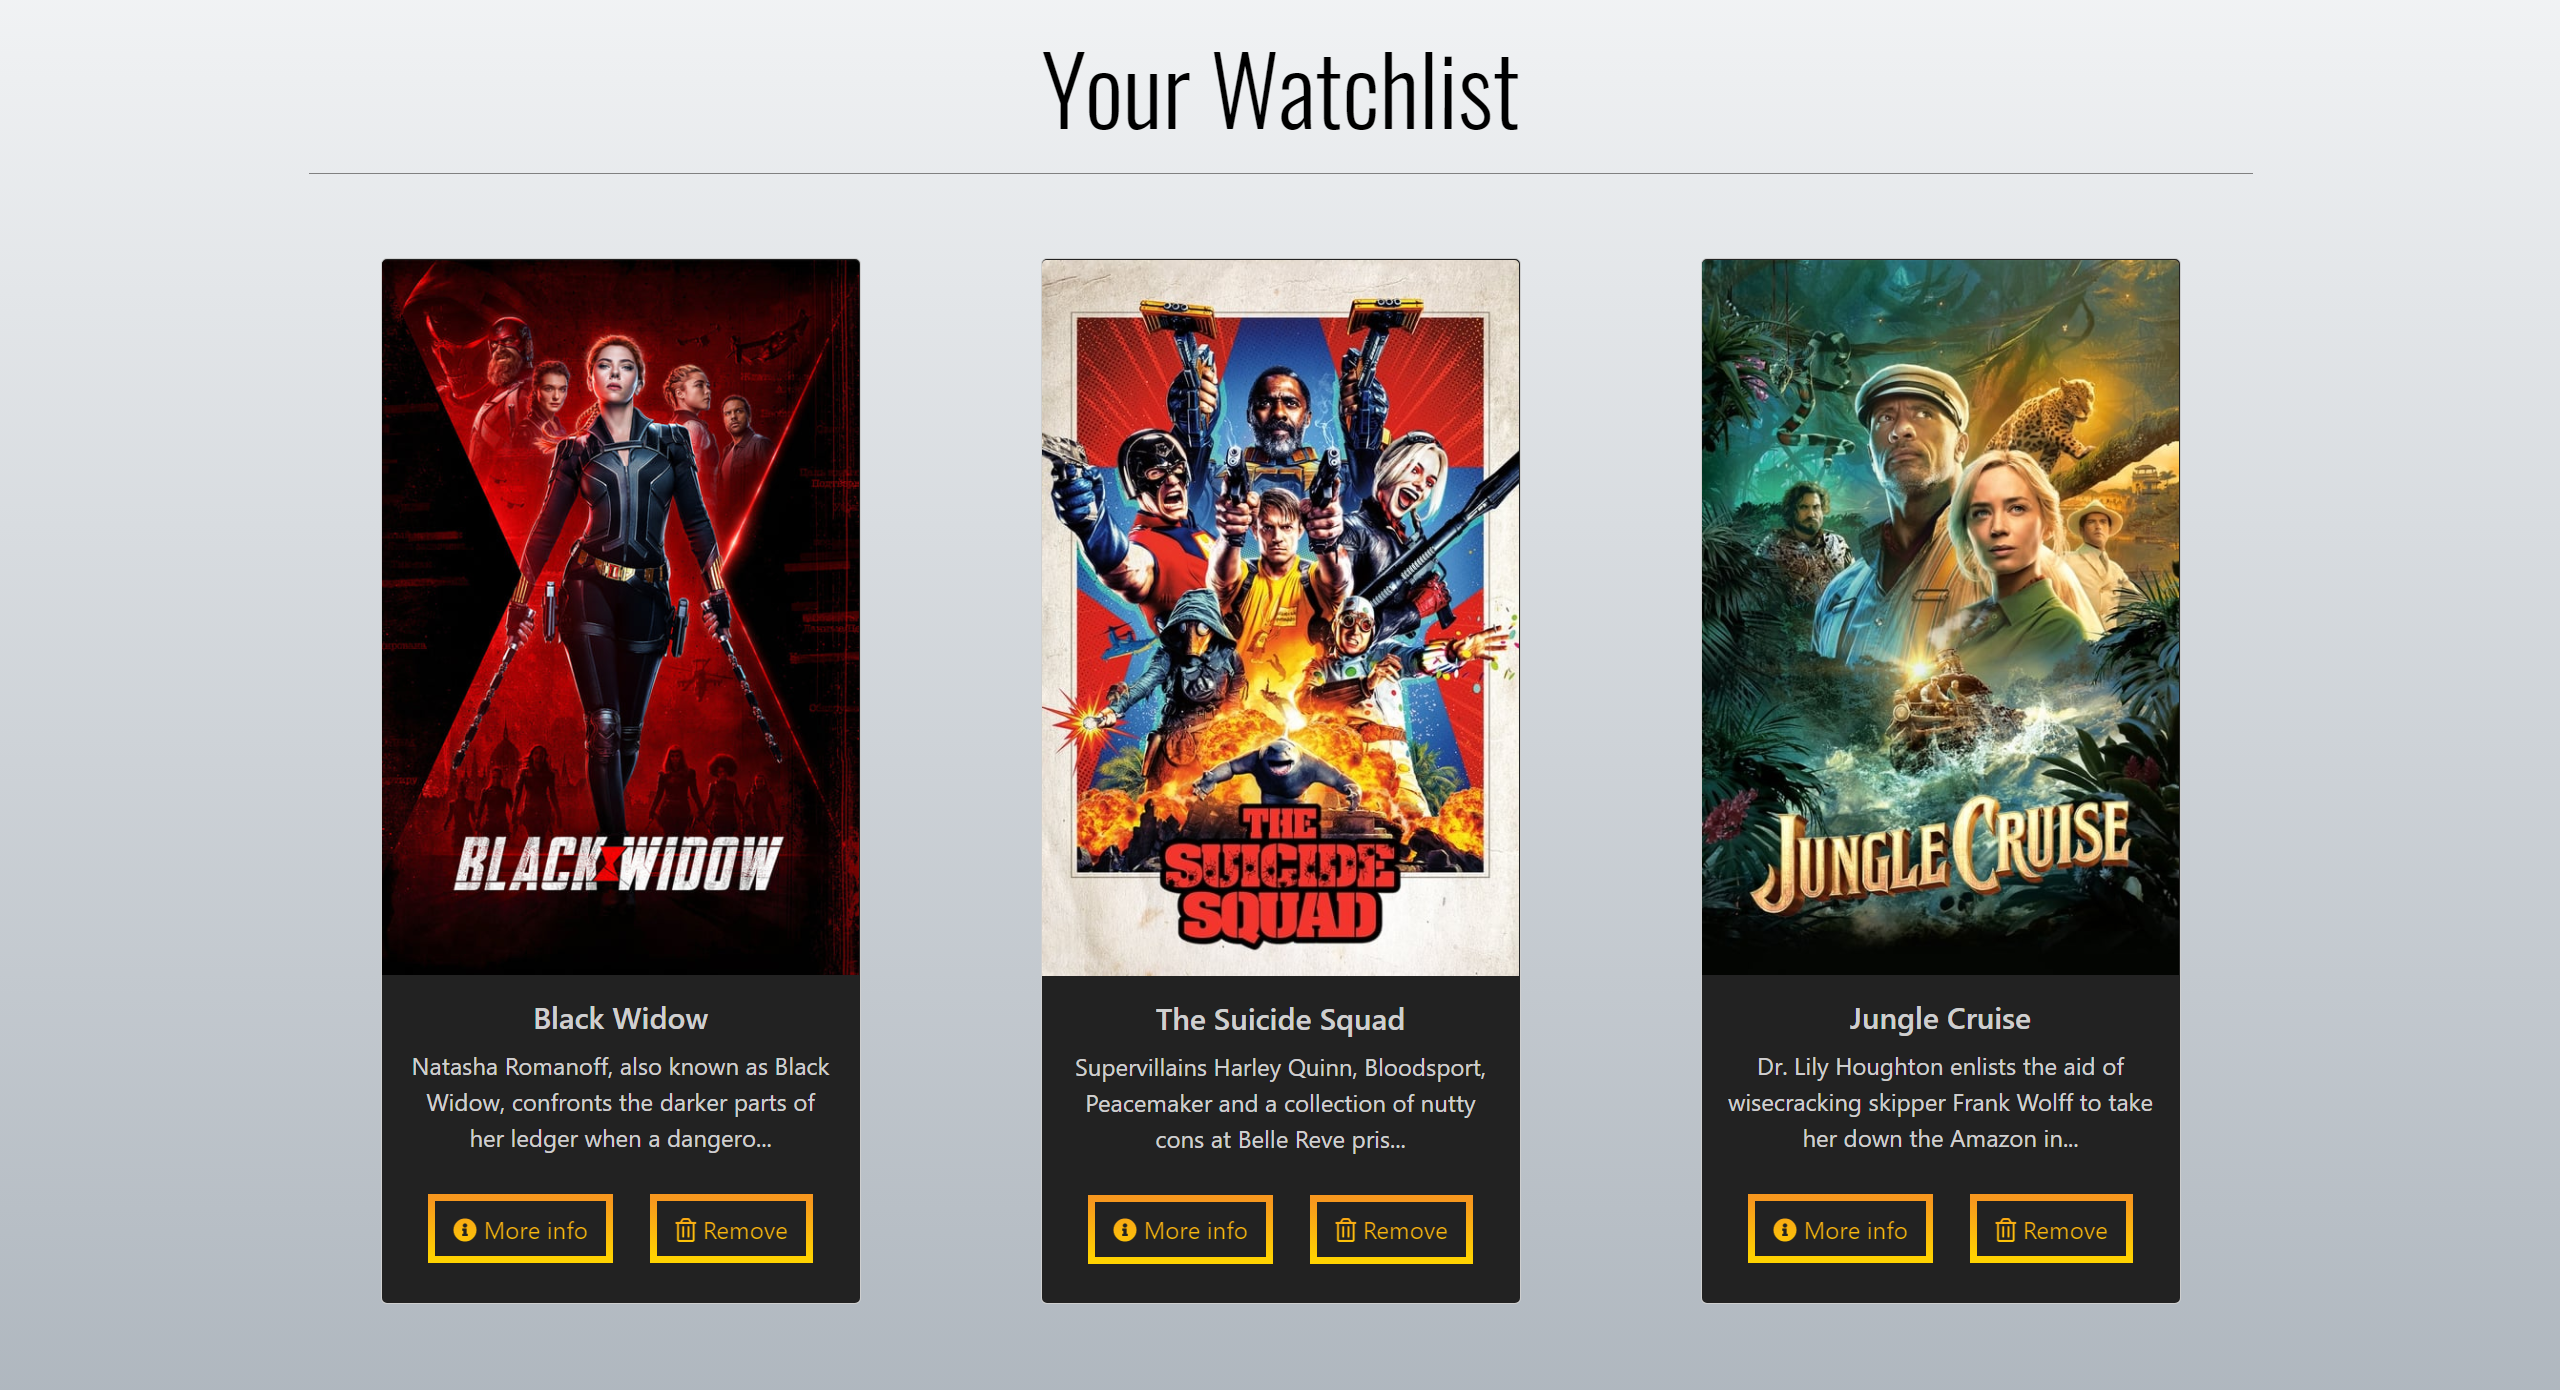 Your Watchlist
BLACK WIDOW
THE
SUICIDE
SQUAD
JUNGLE CRUISE
Black Widow
Natasha Romanoff, also known as Black
Widow, confronts the darker parts of
her ledger when a dangero...
More info
Remove
The Suicide Squad
Supervillains Harley Quinn, Bloodsport,
Peacemaker and a collection of nutty
cons at Belle Reve pris...
More info
Remove
Jungle Cruise
Dr. Lily Houghton enlists the aid of
wisecracking skipper Frank Wolff to take
her down the Amazon in...
More info
Remove